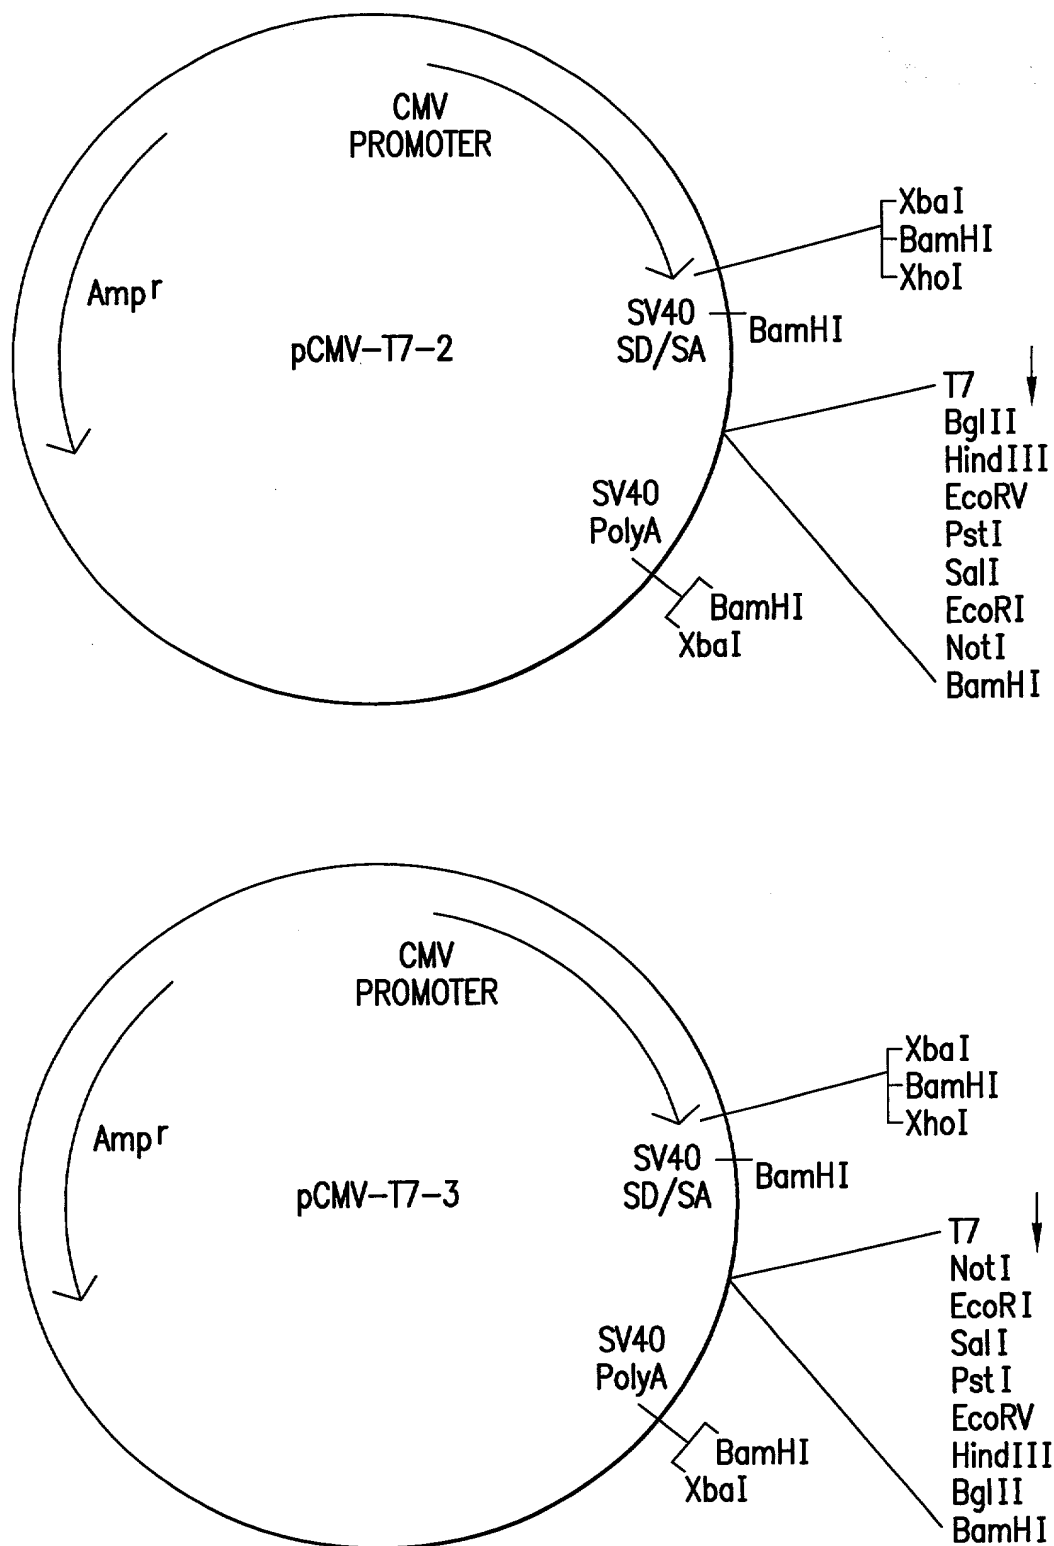 CMV
PROMOTER
Amp r
pCMV-T7-2
XbaI
BamHI
XhoI
SV40
SD/SA
BamHI
T7
BglII
HindIII
EcoRV
PstI
SalI
EcoRI
NotI
BamHI
SV40
PolyA
BamHI
XbaI
CMV
PROMOTER
Amp r
pCMV-T7-3
XbaI
BamHI
XhoI
SV40
SD/SA
BamHI
T7
NotI
EcoRI
SalI
PstI
EcoRV
HindIII
BglII
BamHI
SV40
PolyA
BamHI
XbaI